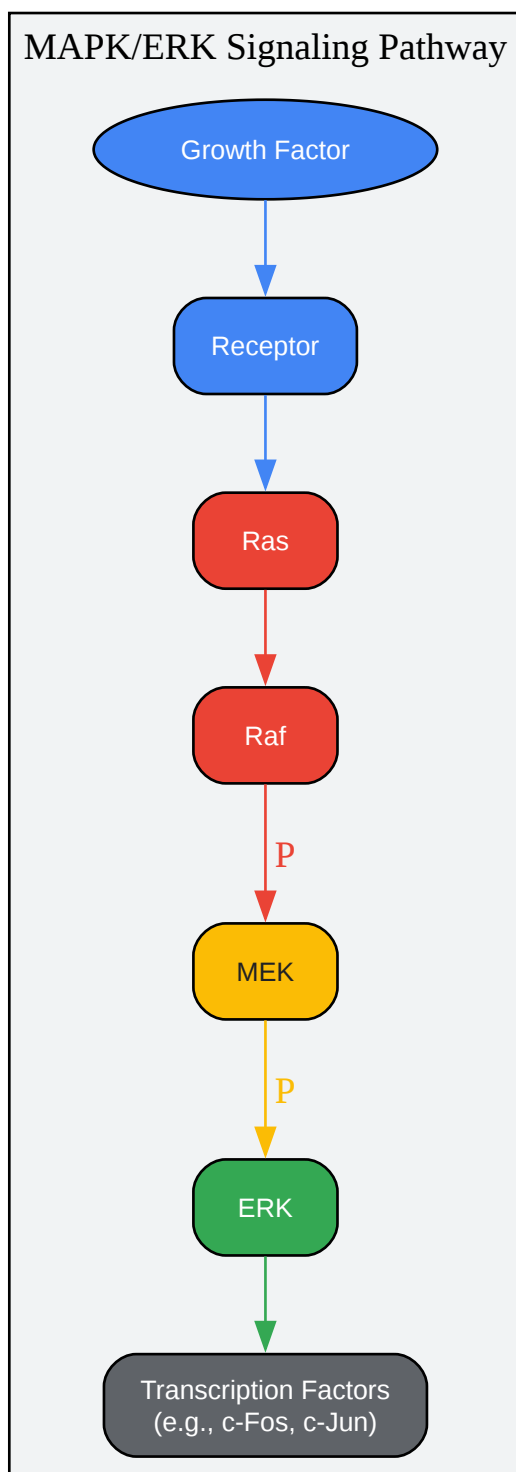 MAPK/ERK Signaling Pathway
Growth Factor
Receptor
Ras
Raf
P
MEK
P
ERK
Transcription Factors
(e.g., c-Fos, c-Jun)